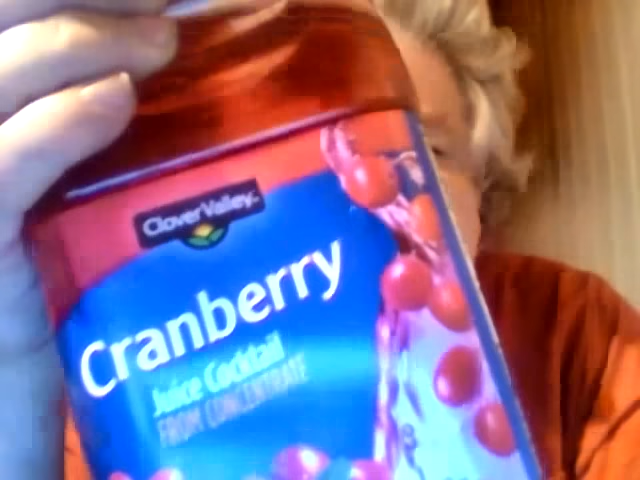 Clover Valley
Cranberry
Juice Cocktail
FROM CONCENTRATE